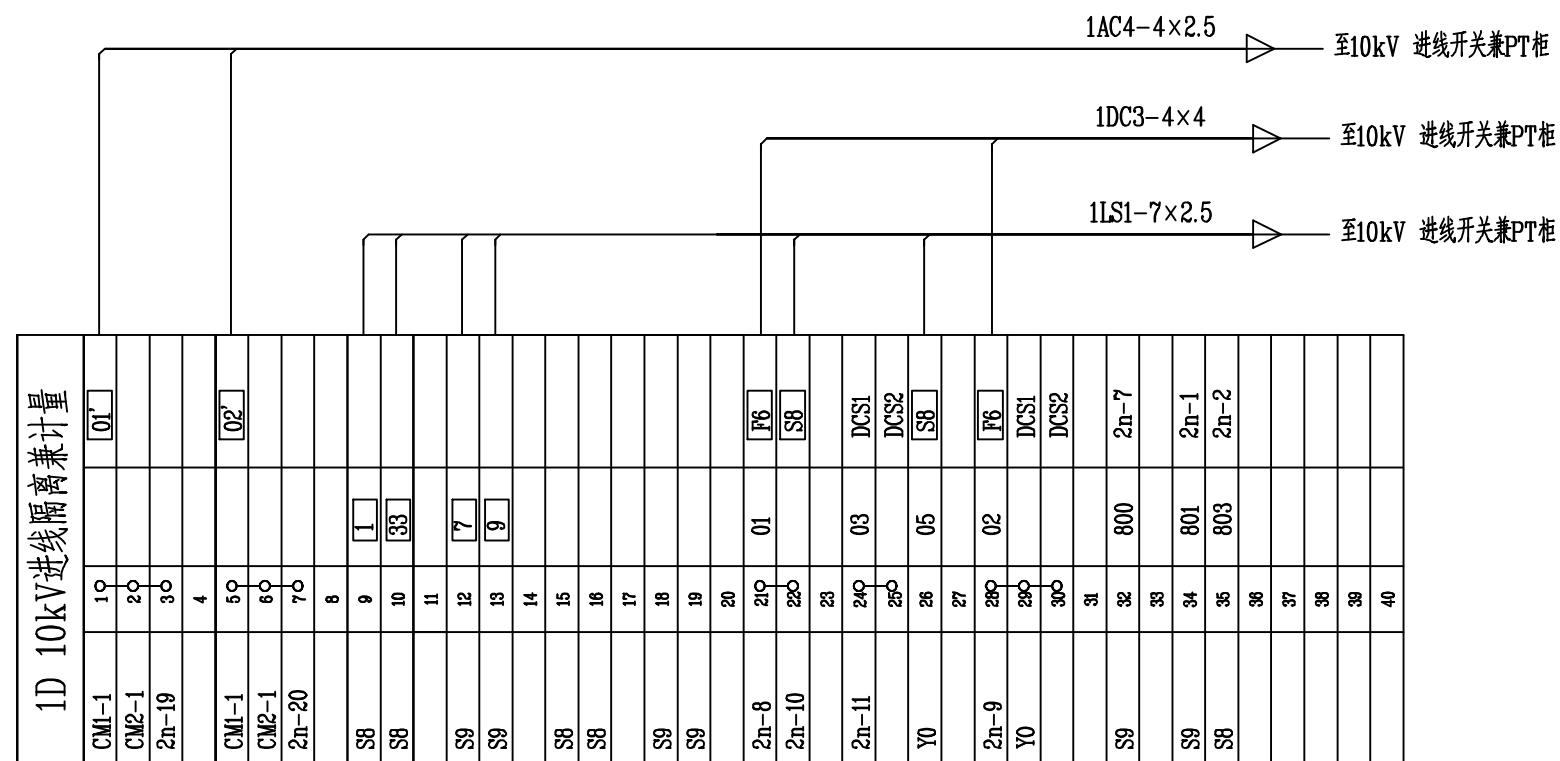 1AC4-4×2.5
至10kV 进线开关兼PT柜
1DC3-4×4
至10kV 进线开关兼PT柜
1LS1-7×2.5
至10kV 进线开关兼PT柜
1D 10kV进线隔离兼计量
01' 1 CM1-1
2 CM2-1
3 2n-19
4
02' 5 CM1-1
6 CM2-1
7 2n-20
8
1 9 S8
33 10 S8
11
7 12 S9
9 13 S9
14
15 S8
16 S8
17
18 S9
19 S9
20
F6 01 21 2n-8
S8 22 2n-10
23
DCS1 03 24 2n-11
DCS2 25
S8 05 26 Y0
27
F6 02 28 2n-9
DCS1 29 Y0
DCS2 30
31
2n-7 800 32 S9
33
2n-1 801 34 S9
2n-2 803 35 S8
36
37
38
39
40